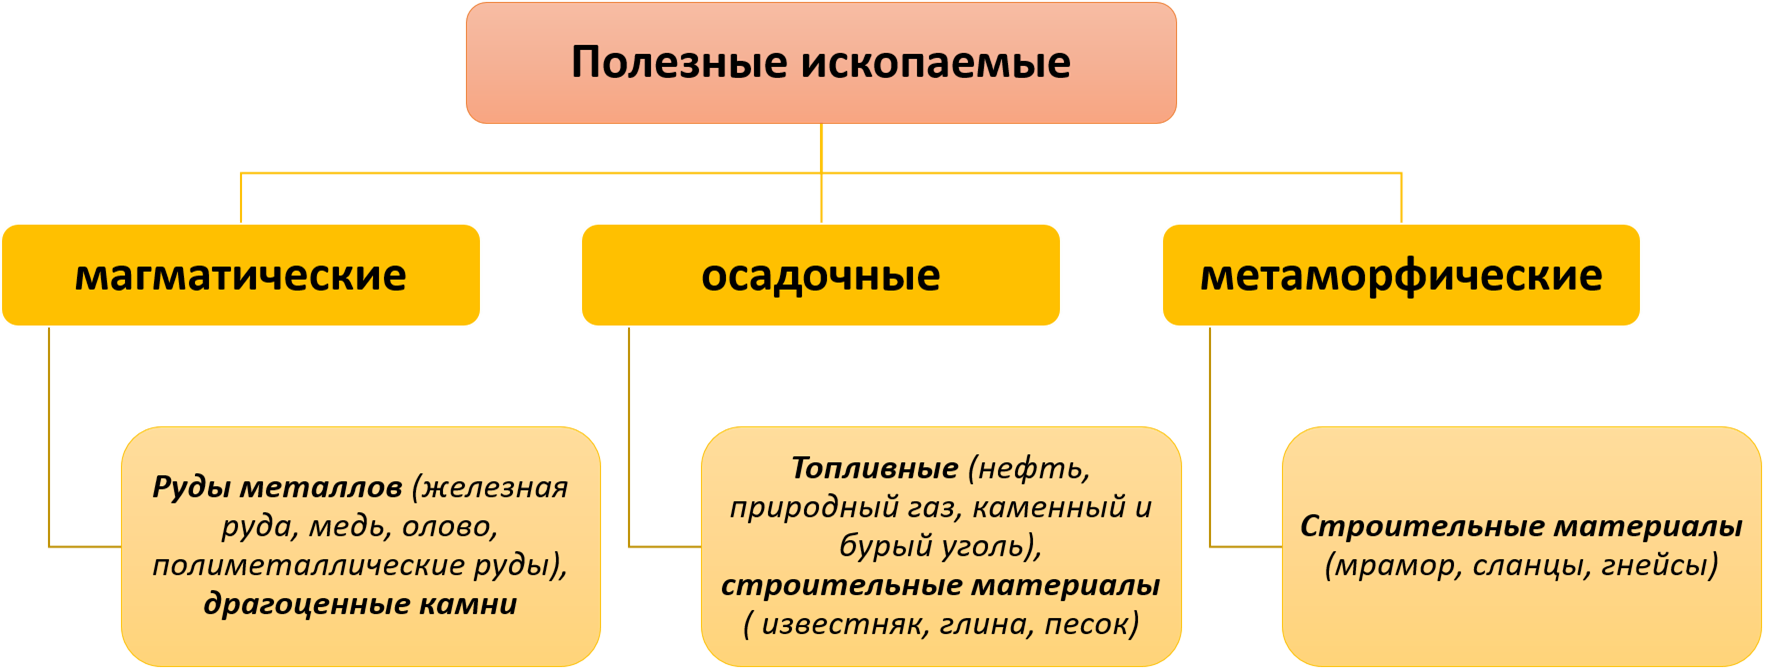 Полезные ископаемые
магматические
осадочные
метаморфические
Руды металлов (железная
руда, медь, олово,
полиметаллические руды),
драгоценные камни
Топливные (нефть,
природный газ, каменный и
бурый уголь),
строительные материалы
( известняк, глина, песок)
Строительные материалы
(мрамор, сланцы, гнейсы)